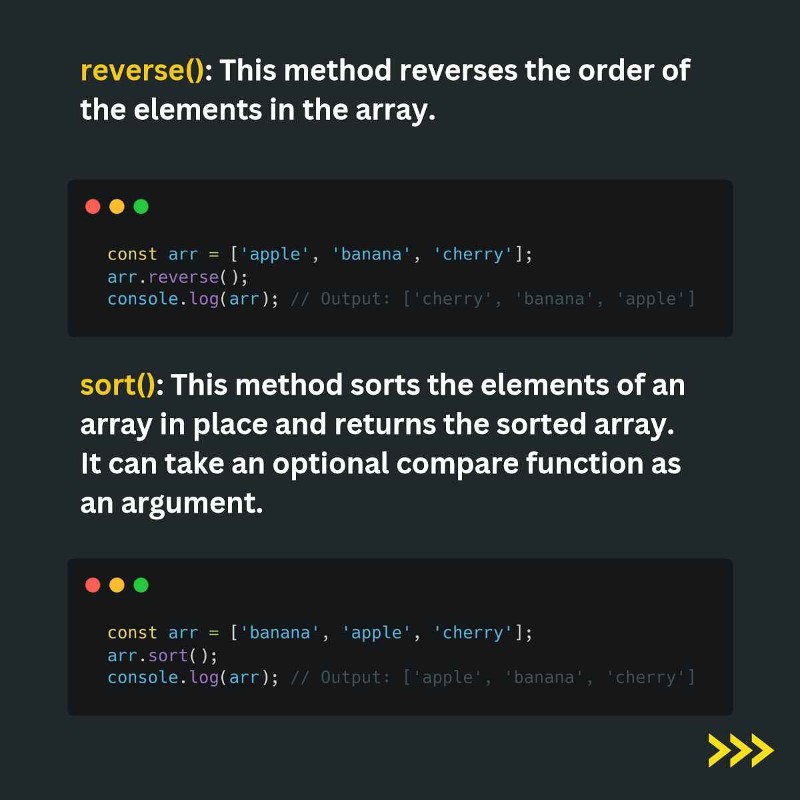 reverse(): This method reverses the order of
the elements in the array.
const arr = ['apple', 'banana', 'cherry'];
arr.reverse();
console.log(arr); // Output: ['cherry', 'banana', 'apple']
sort(): This method sorts the elements of an
array in place and returns the sorted array.
It can take an optional compare function as
an argument.
const arr = ['banana', 'apple', 'cherry'];
arr.sort();
console.log(arr); // Output: ['apple', 'banana', 'cherry']